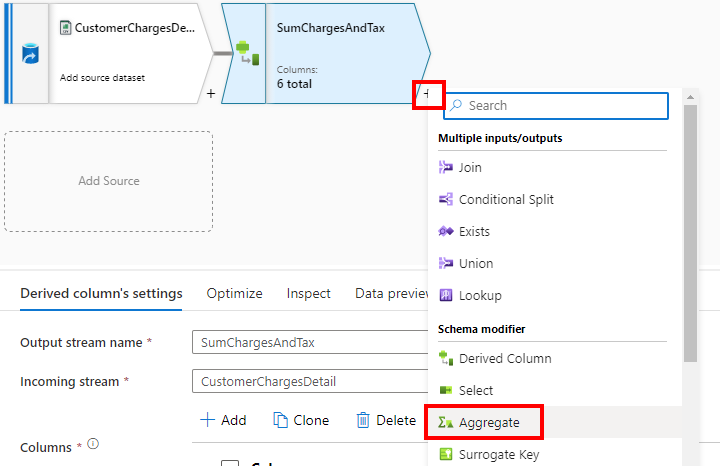 CustomerChargesDe...
Add source dataset
+
SumChargesAndTax
Columns:
6 total
+
Add Source
Search
Multiple inputs/outputs
Join
Conditional Split
Exists
Union
Lookup
Schema modifier
Derived Column
Select
Aggregate
Surrogate Key
Derived column's settings Optimize Inspect Data preview
Output stream name * SumChargesAndTax
Incoming stream * CustomerChargesDetail
+ Add Clone Delete
Columns *